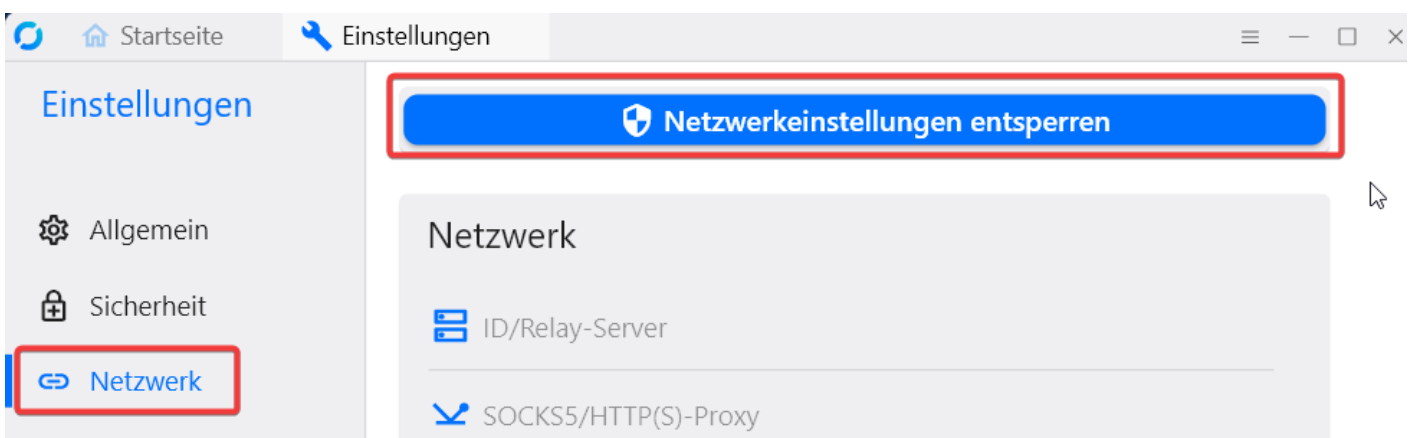 Startseite
Einstellungen
Einstellungen
Netzwerkeinstellungen entsperren
Allgemein
Sicherheit
Netzwerk
Netzwerk
ID/Relay-Server
SOCKS5/HTTP(S)-Proxy